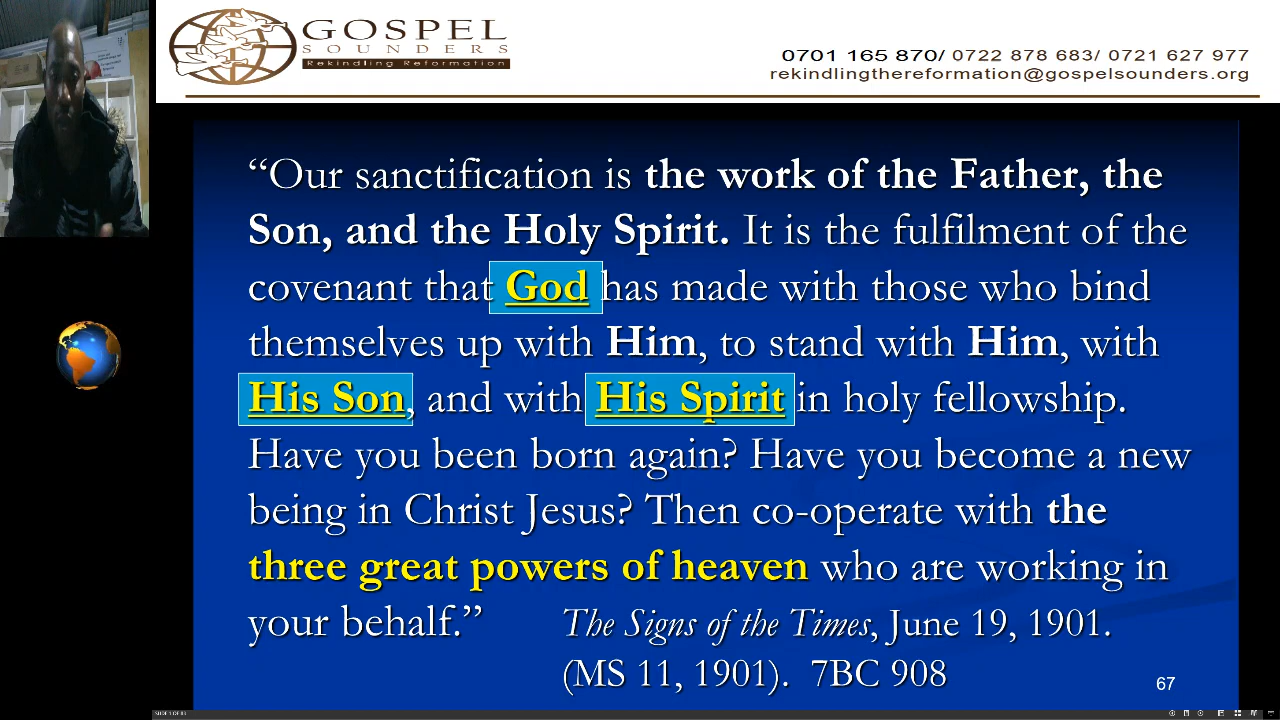 GOSPEL
SOUNDERS
Rekindling Reformation
0701 165 870/ 0722 878 683/ 0721 627 977
rekindlingthereformation@gospelsounders.org
“Our sanctification is the work of the Father, the
Son, and the Holy Spirit. It is the fulfilment of the
covenant that God has made with those who bind
themselves up with Him, to stand with Him, with
His Son, and with His Spirit in holy fellowship.
Have you been born again? Have you become a new
being in Christ Jesus? Then co-operate with the
three great powers of heaven who are working in
your behalf.” The Signs of the Times, June 19, 1901.
(MS 11, 1901). 7BC 908
67